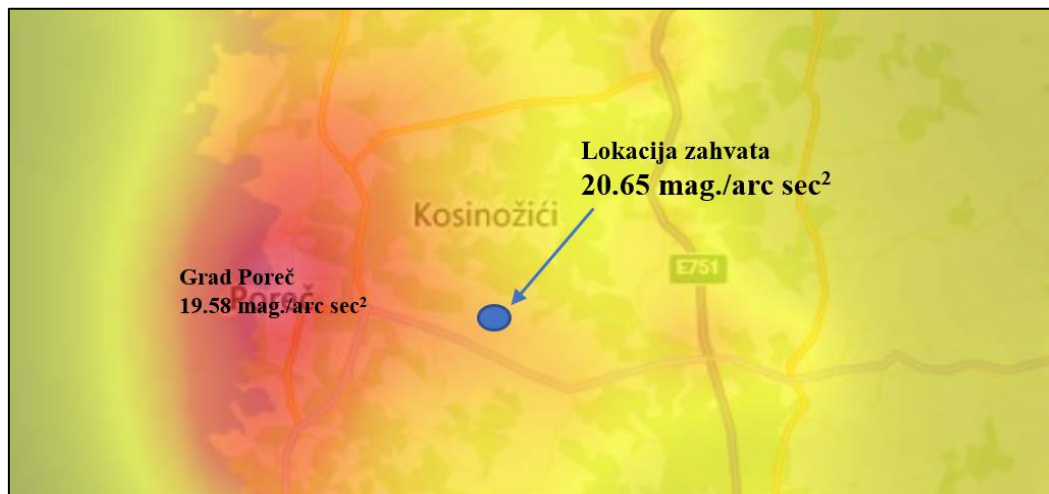 Lokacija zahvata
20.65 mag./arc sec²
Kosinožići
E751
Grad Poreč
Poreč
19.58 mag./arc sec²